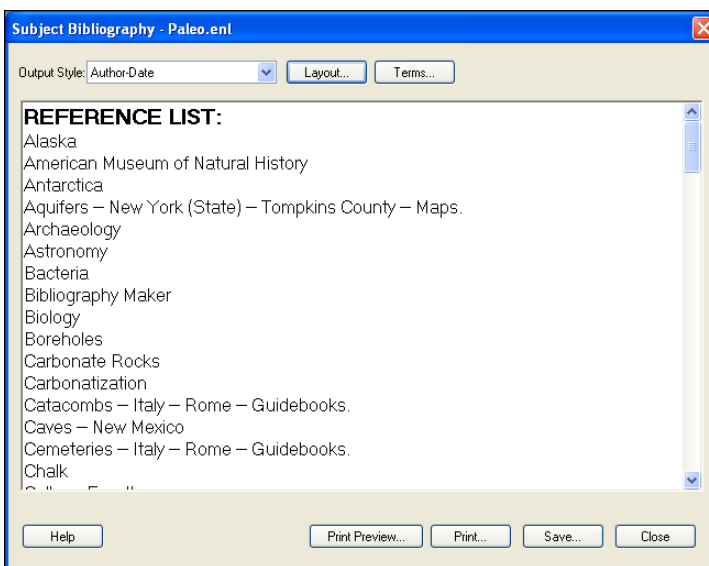 Subject Bibliography - Paleo.enl
Output Style: Author-Date Layout... Terms...
REFERENCE LIST:
Alaska
American Museum of Natural History
Antarctica
Aquifers – New York (State) – Tompkins County – Maps.
Archaeology
Astronomy
Bacteria
Bibliography Maker
Biology
Boreholes
Carbonate Rocks
Carbonatization
Catacombs – Italy – Rome – Guidebooks.
Caves – New Mexico
Cemeteries – Italy – Rome – Guidebooks.
Chalk
Help Print Preview... Print... Save... Close